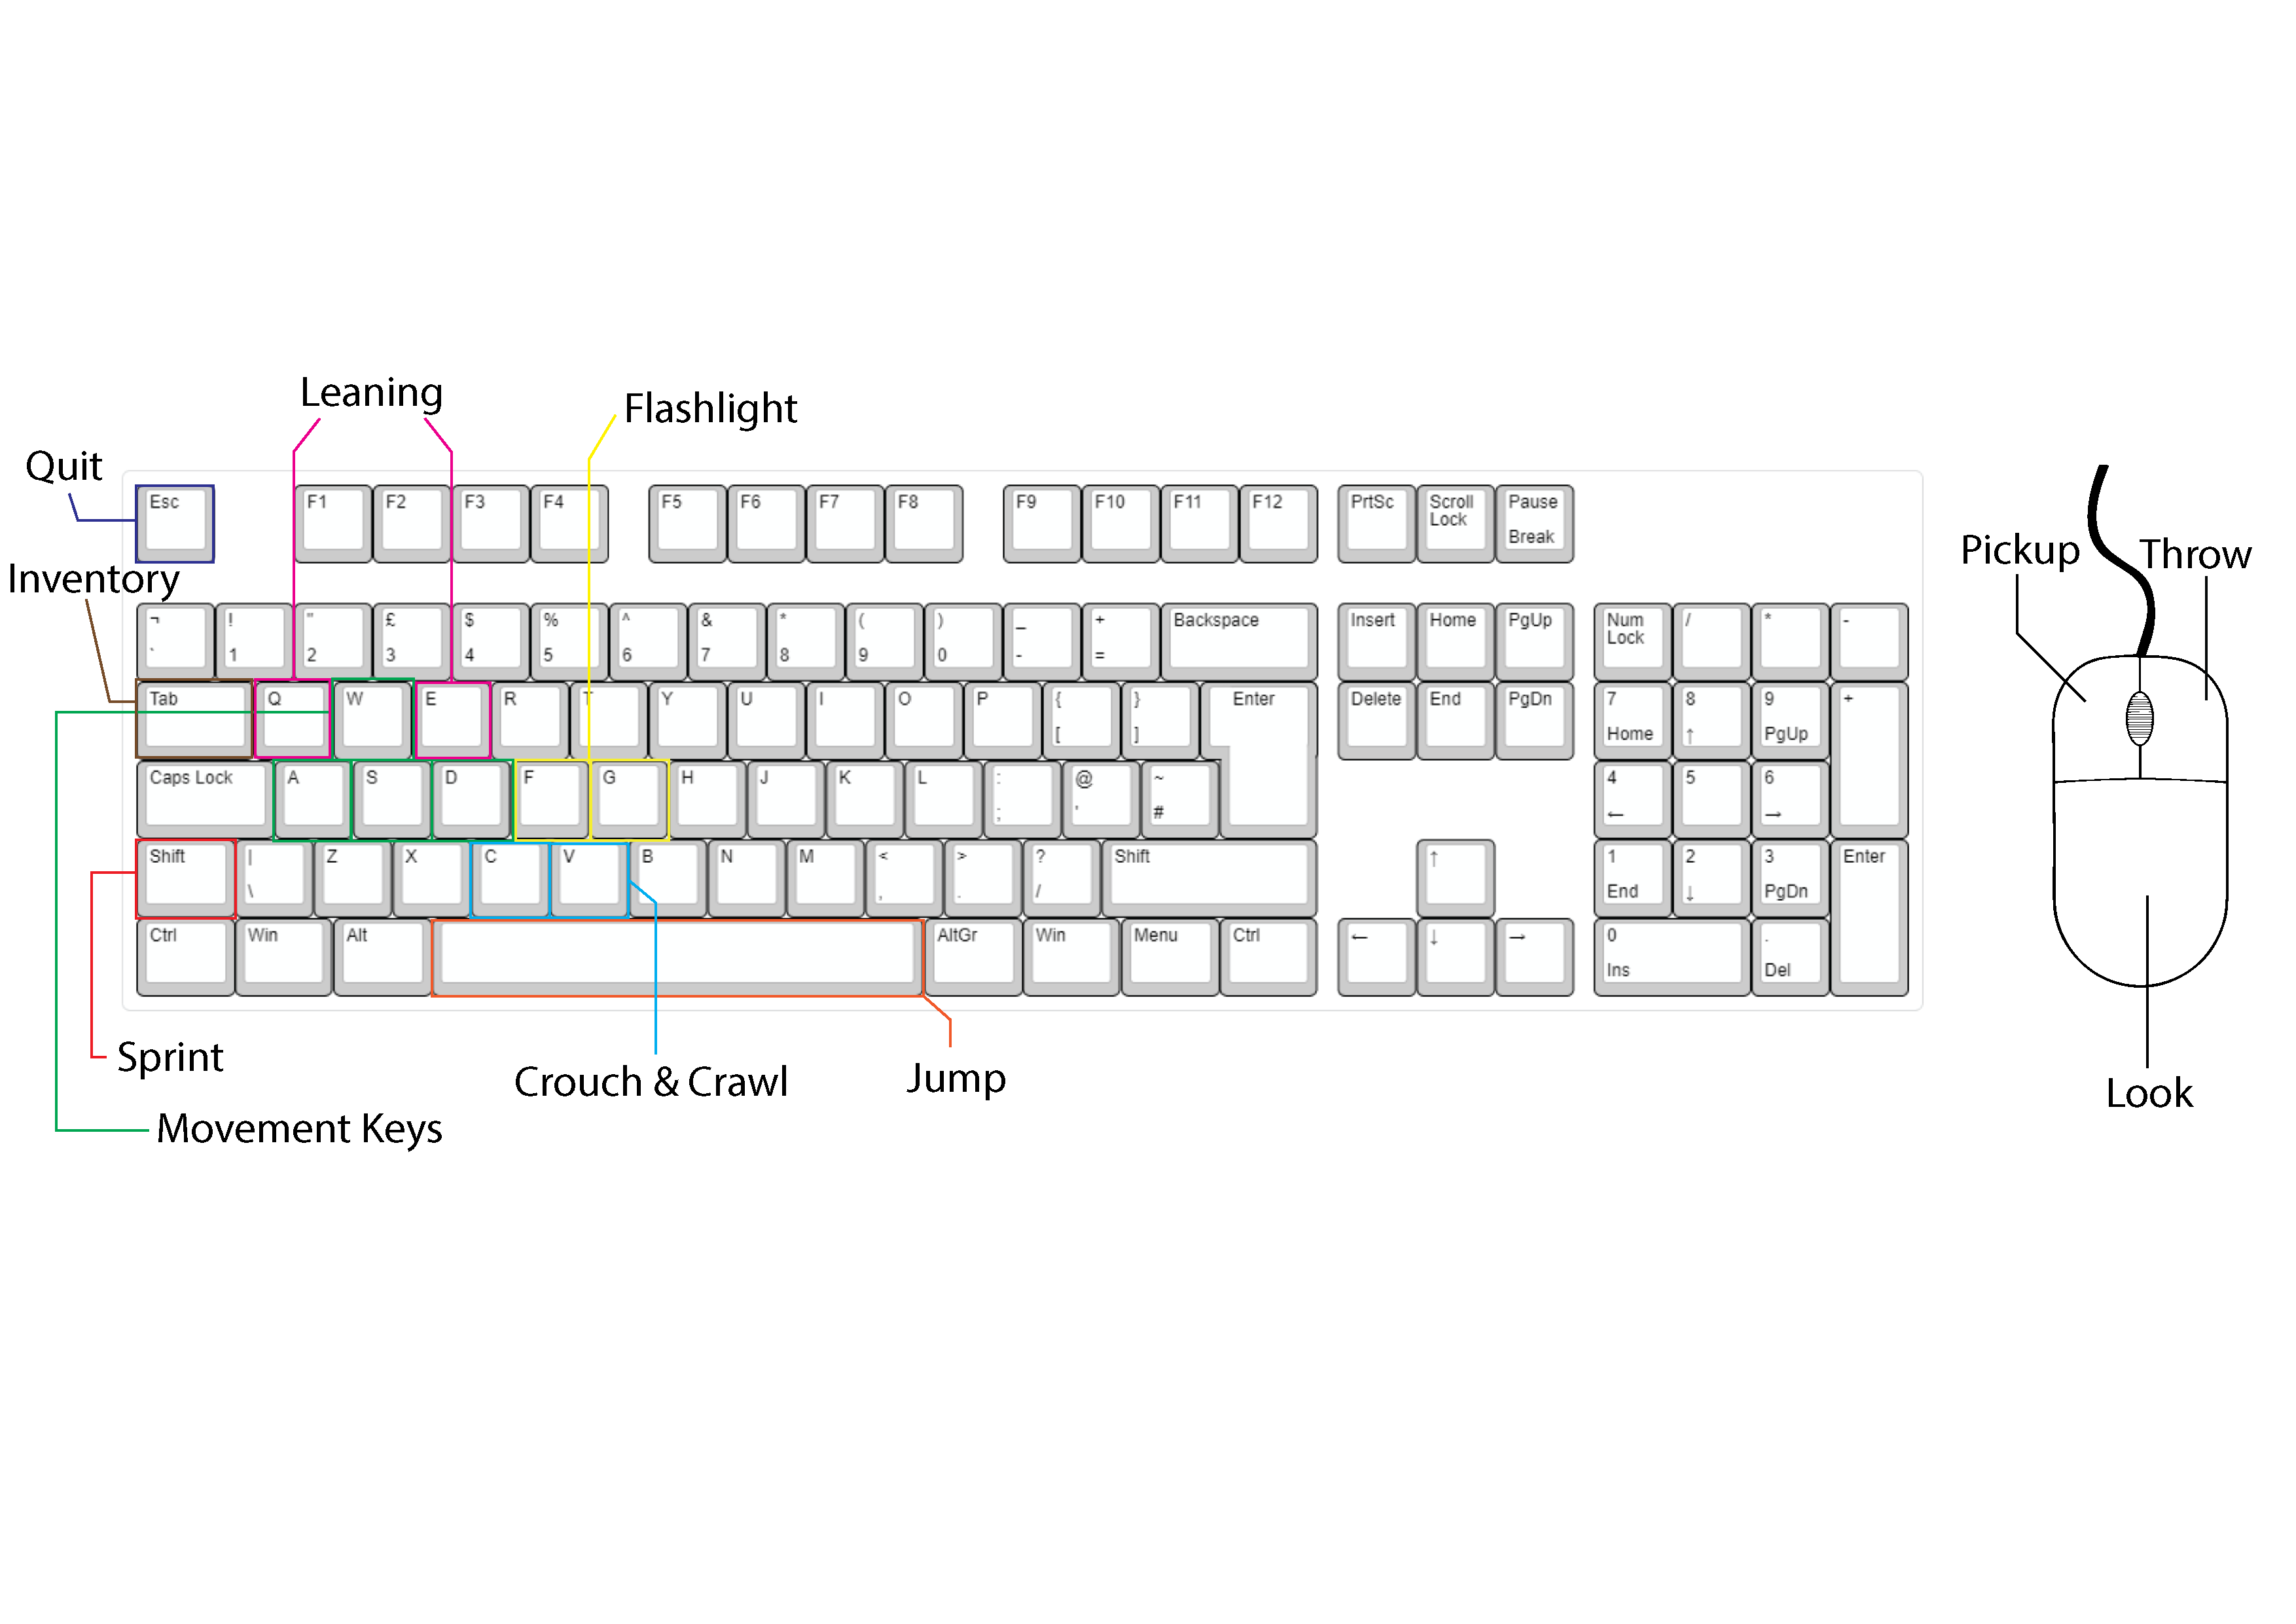 Leaning
Flashlight
Quit
Esc F1 F2 F3 F4 F5 F6 F7 F8 F9 F10 F11 F12 PrtSc Scroll Pause
Lock
Break
Pickup Throw
Inventory
¬ ! " £ $ % ^ & * ( ) _ + Backspace Insert Home PgUp Num / * -
Lock
` 1 2 3 4 5 6 7 8 9 0 - =
Tab Q W E R T Y U I O P { } Enter Delete End PgDn 7 8 9 +
[ ] Home ↑ PgUp
Caps Lock A S D F G H J K L : @ ~ 4 5 6
; ' # ← →
Shift | Z X C V B N M < > ? Shift ↑ 1 2 3 Enter
\ , . / End ↓ PgDn
Ctrl Win Alt AltGr Win Menu Ctrl ← ↓ → 0 .
Ins Del
Sprint
Crouch & Crawl
Jump
Look
Movement Keys